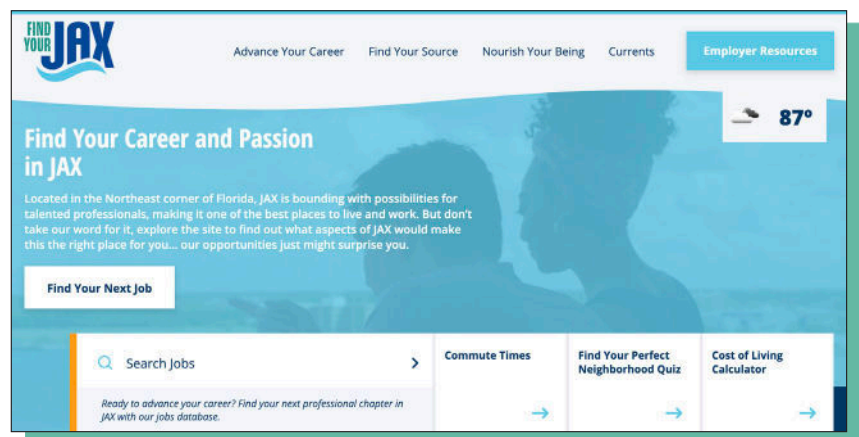 FIND
YOUR
JAX
Advance Your Career
Find Your Source
Nourish Your Being
Currents
Employer Resources
87°
Find Your Career and Passion
in JAX
Located in the Northeast corner of Florida, JAX is bounding with possibilities for
talented professionals, making it one of the best places to live and work. But don't
take our word for it, explore the site to find out what aspects of JAX would make
this the right place for you... our opportunities just might surprise you.
Find Your Next Job
Search Jobs
Ready to advance your career? Find your next professional chapter in
JAX with our jobs database.
Commute Times
Find Your Perfect
Neighborhood Quiz
Cost of Living
Calculator